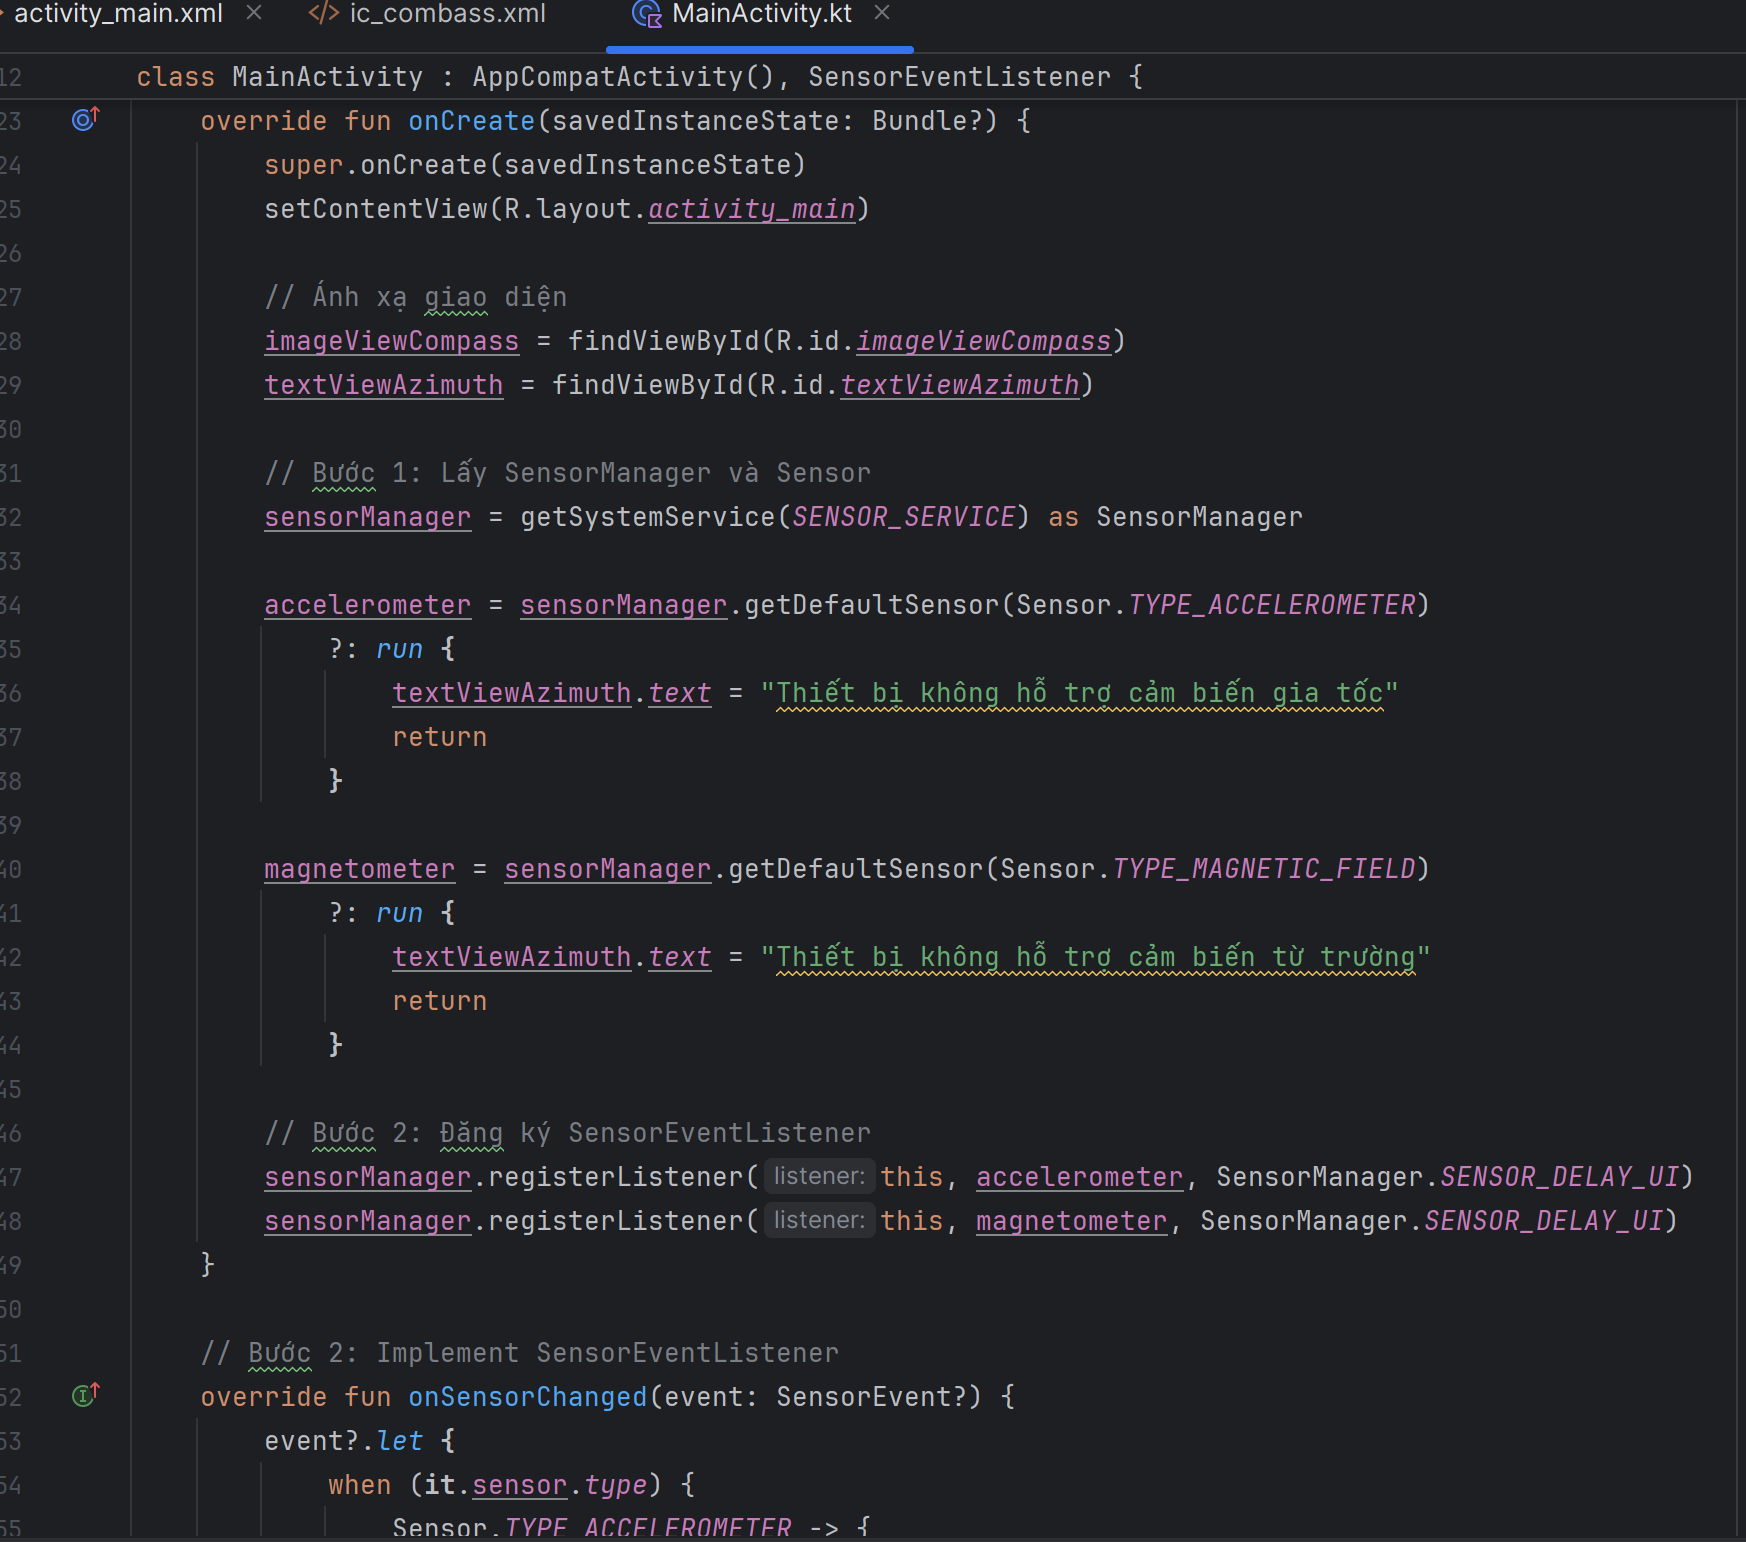 activity_main.xml × </> ic_combass.xml MainActivity.kt ×
12 class MainActivity : AppCompatActivity(), SensorEventListener {
23 override fun onCreate(savedInstanceState: Bundle?) {
24 super.onCreate(savedInstanceState)
25 setContentView(R.layout.activity_main)
26
27 // Ánh xạ giao diện
28 imageViewCompass = findViewById(R.id.imageViewCompass)
29 textViewAzimuth = findViewById(R.id.textViewAzimuth)
30
31 // Bước 1: Lấy SensorManager và Sensor
32 sensorManager = getSystemService(SENSOR_SERVICE) as SensorManager
33
34 accelerometer = sensorManager.getDefaultSensor(Sensor.TYPE_ACCELEROMETER)
35 ?: run {
36 textViewAzimuth.text = "Thiết bị không hỗ trợ cảm biến gia tốc"
37 return
38 }
39
40 magnetometer = sensorManager.getDefaultSensor(Sensor.TYPE_MAGNETIC_FIELD)
41 ?: run {
42 textViewAzimuth.text = "Thiết bị không hỗ trợ cảm biến từ trường"
43 return
44 }
45
46 // Bước 2: Đăng ký SensorEventListener
47 sensorManager.registerListener( listener: this, accelerometer, SensorManager.SENSOR_DELAY_UI)
48 sensorManager.registerListener( listener: this, magnetometer, SensorManager.SENSOR_DELAY_UI)
49 }
50
51 // Bước 2: Implement SensorEventListener
52 override fun onSensorChanged(event: SensorEvent?) {
53 event?.let {
54 when (it.sensor.type) {
55 Sensor.TYPE_ACCELEROMETER -> {